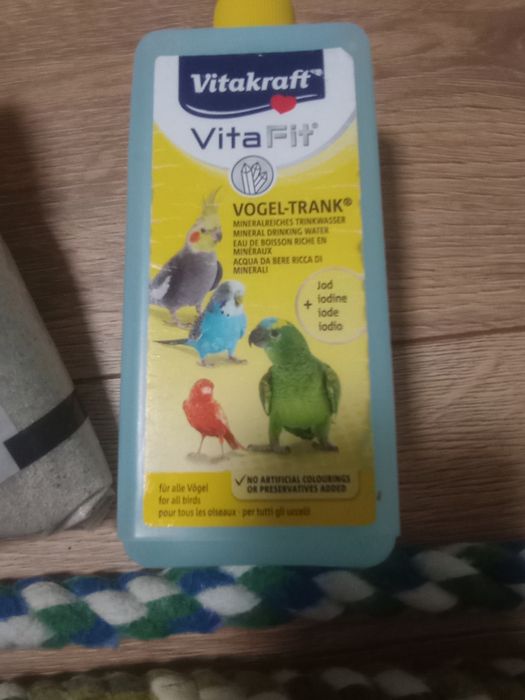 Vitakraft
VitaFit®
VOGEL-TRANK®
MINERALREICHES TRINKWASSER
MINERAL DRINKING WATER
EAU DE BOISSON RICHE EN
MINÉRAUX
ACQUA DA BERE RICCA DI
MINERALI
+
Jod
iodine
iode
iodio
✓ NO ARTIFICIAL COLOURINGS
OR PRESERVATIVES ADDED
für alle Vögel
for all birds
pour tous les oiseaux · per tutti gli uccelli